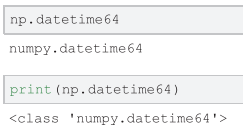 np.datetime64
numpy.datetime64
print(np.datetime64)
<class 'numpy.datetime64'>